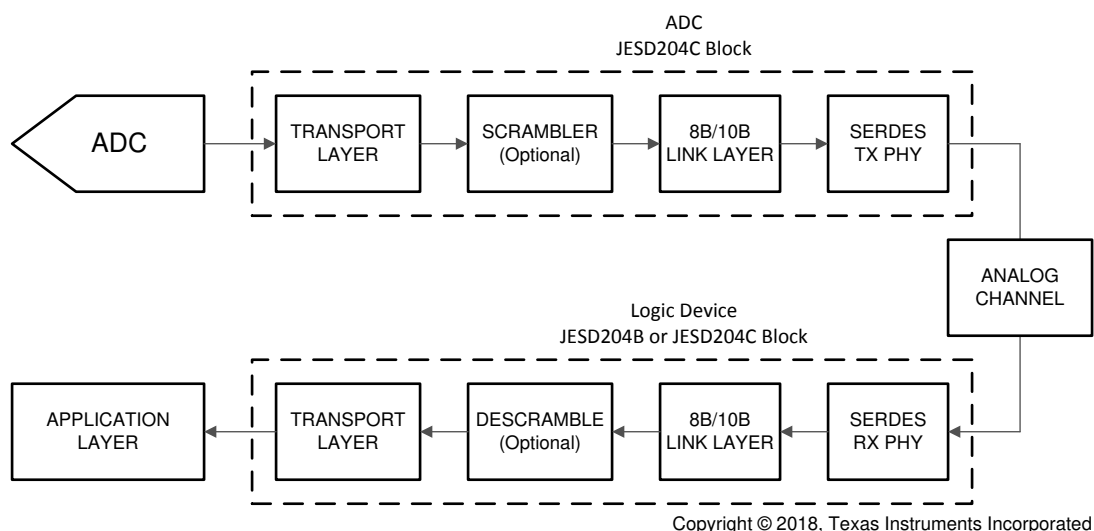 ADC
JESD204C Block
ADC
TRANSPORT
LAYER
SCRAMBLER
(Optional)
8B/10B
LINK LAYER
SERDES
TX PHY
ANALOG
CHANNEL
Logic Device
JESD204B or JESD204C Block
APPLICATION
LAYER
TRANSPORT
LAYER
DESCRAMBLE
(Optional)
8B/10B
LINK LAYER
SERDES
RX PHY
Copyright © 2018, Texas Instruments Incorporated